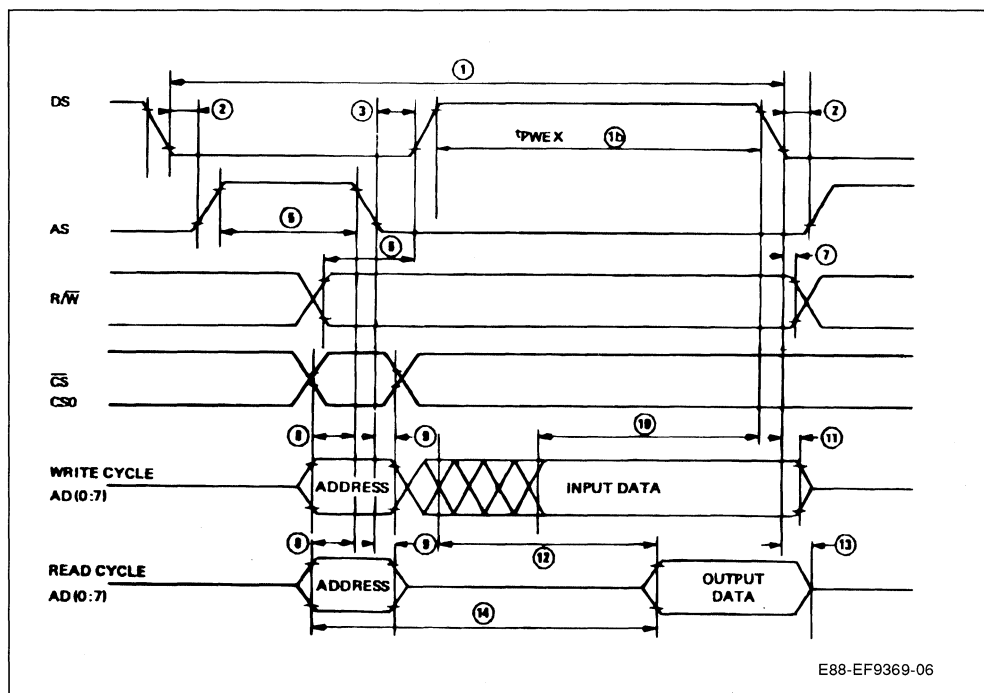 ①
DS
②
③
②
tPWEX
①b
AS
⑤
⑥
⑦
R/W̅
C̅S̅
CS0
⑧
⑨
⑩
⑪
WRITE CYCLE
AD (0:7)
ADDRESS
INPUT DATA
⑧
⑨
⑫
⑬
READ CYCLE
AD (0:7)
ADDRESS
OUTPUT
DATA
⑭
E88-EF9369-06